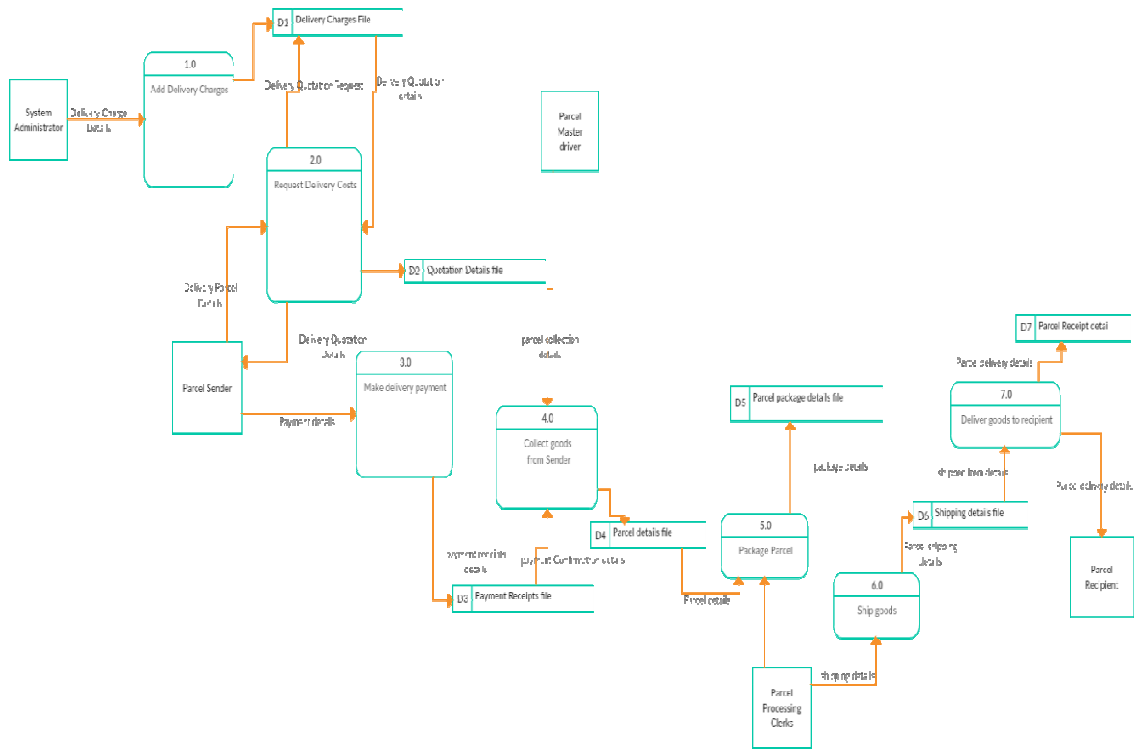 D1
Delivery Charges File
1.0
Add Delivery Charges
System
Administrator
Delivery Charge
Details
Delivery Quotation Request
Delivery Quotation
details
Parcel
Master
driver
2.0
Request Delivery Costs
D2
Quotation Details file
Delivery Parcel
Details
Delivery Quotation
Details
parcel collection
details
Parcel Sender
3.0
Make delivery payment
Payment details
4.0
Collect goods
from Sender
D5
Parcel package details file
D7
Parcel Receipt detai
Parcel delivery details
7.0
Deliver goods to recipient
package details
shipped item details
Parcel delivery details
D6
Shipping details file
5.0
Package Parcel
D4
Parcel details file
payment receipts
details
payment Confirmation details
Parcel shipping
details
Parcel
Recipient
6.0
Ship goods
D3
Payment Receipts file
Parcel details
shipping details
Parcel
Processing
Clerks